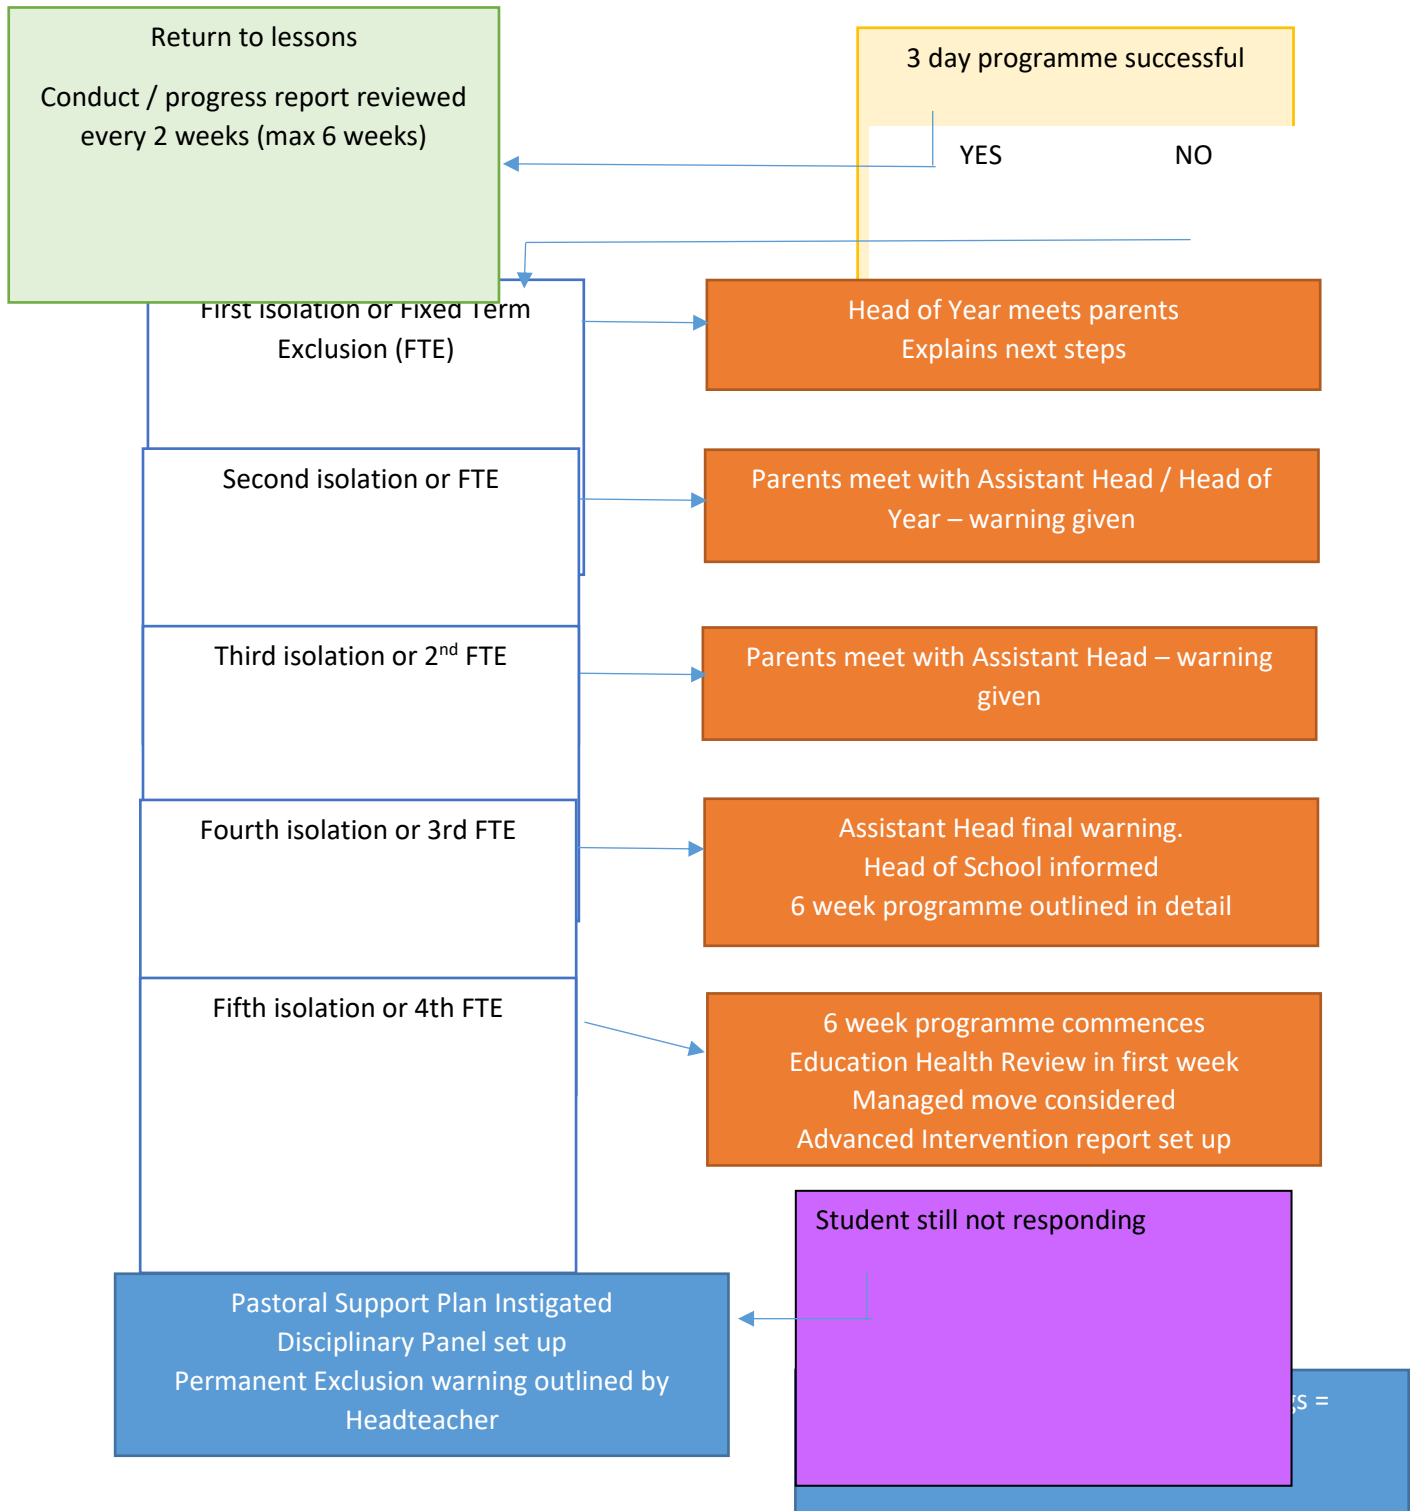 Return to lessons
Conduct / progress report reviewed
every 2 weeks (max 6 weeks)
3 day programme successful
YES NO
First isolation or Fixed Term
Exclusion (FTE)
Head of Year meets parents
Explains next steps
Second isolation or FTE
Parents meet with Assistant Head / Head of
Year – warning given
Third isolation or 2nd FTE
Parents meet with Assistant Head – warning
given
Fourth isolation or 3rd FTE
Assistant Head final warning.
Head of School informed
6 week programme outlined in detail
Fifth isolation or 4th FTE
6 week programme commences
Education Health Review in first week
Managed move considered
Advanced Intervention report set up
Student still not responding
Pastoral Support Plan Instigated
Disciplinary Panel set up
Permanent Exclusion warning outlined by
Headteacher
=